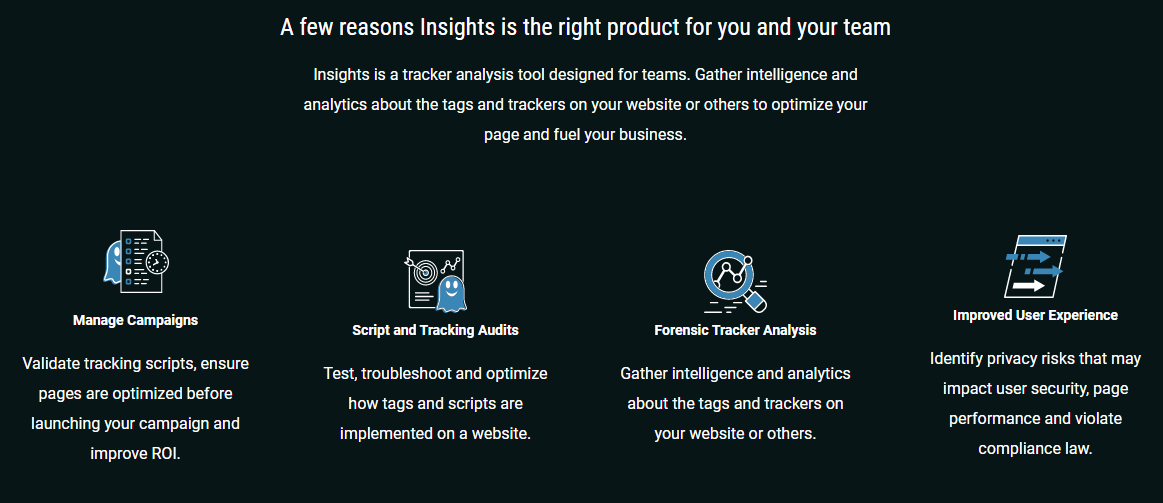 A few reasons Insights is the right product for you and your team
Insights is a tracker analysis tool designed for teams. Gather intelligence and
analytics about the tags and trackers on your website or others to optimize your
page and fuel your business.
Manage Campaigns
Validate tracking scripts, ensure
pages are optimized before
launching your campaign and
improve ROI.
Script and Tracking Audits
Test, troubleshoot and optimize
how tags and scripts are
implemented on a website.
Forensic Tracker Analysis
Gather intelligence and analytics
about the tags and trackers on
your website or others.
Improved User Experience
Identify privacy risks that may
impact user security, page
performance and violate
compliance law.